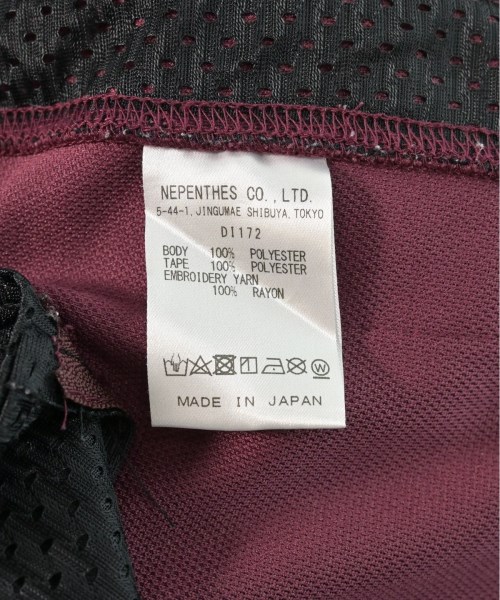 NEPENTHES CO., LTD.
5-44-1, JINGUMAE SHIBUYA, TOKYO
DI172
BODY 100% POLYESTER
TAPE 100% POLYESTER
EMBROIDERY YARN
100% RAYON
W
MADE IN JAPAN